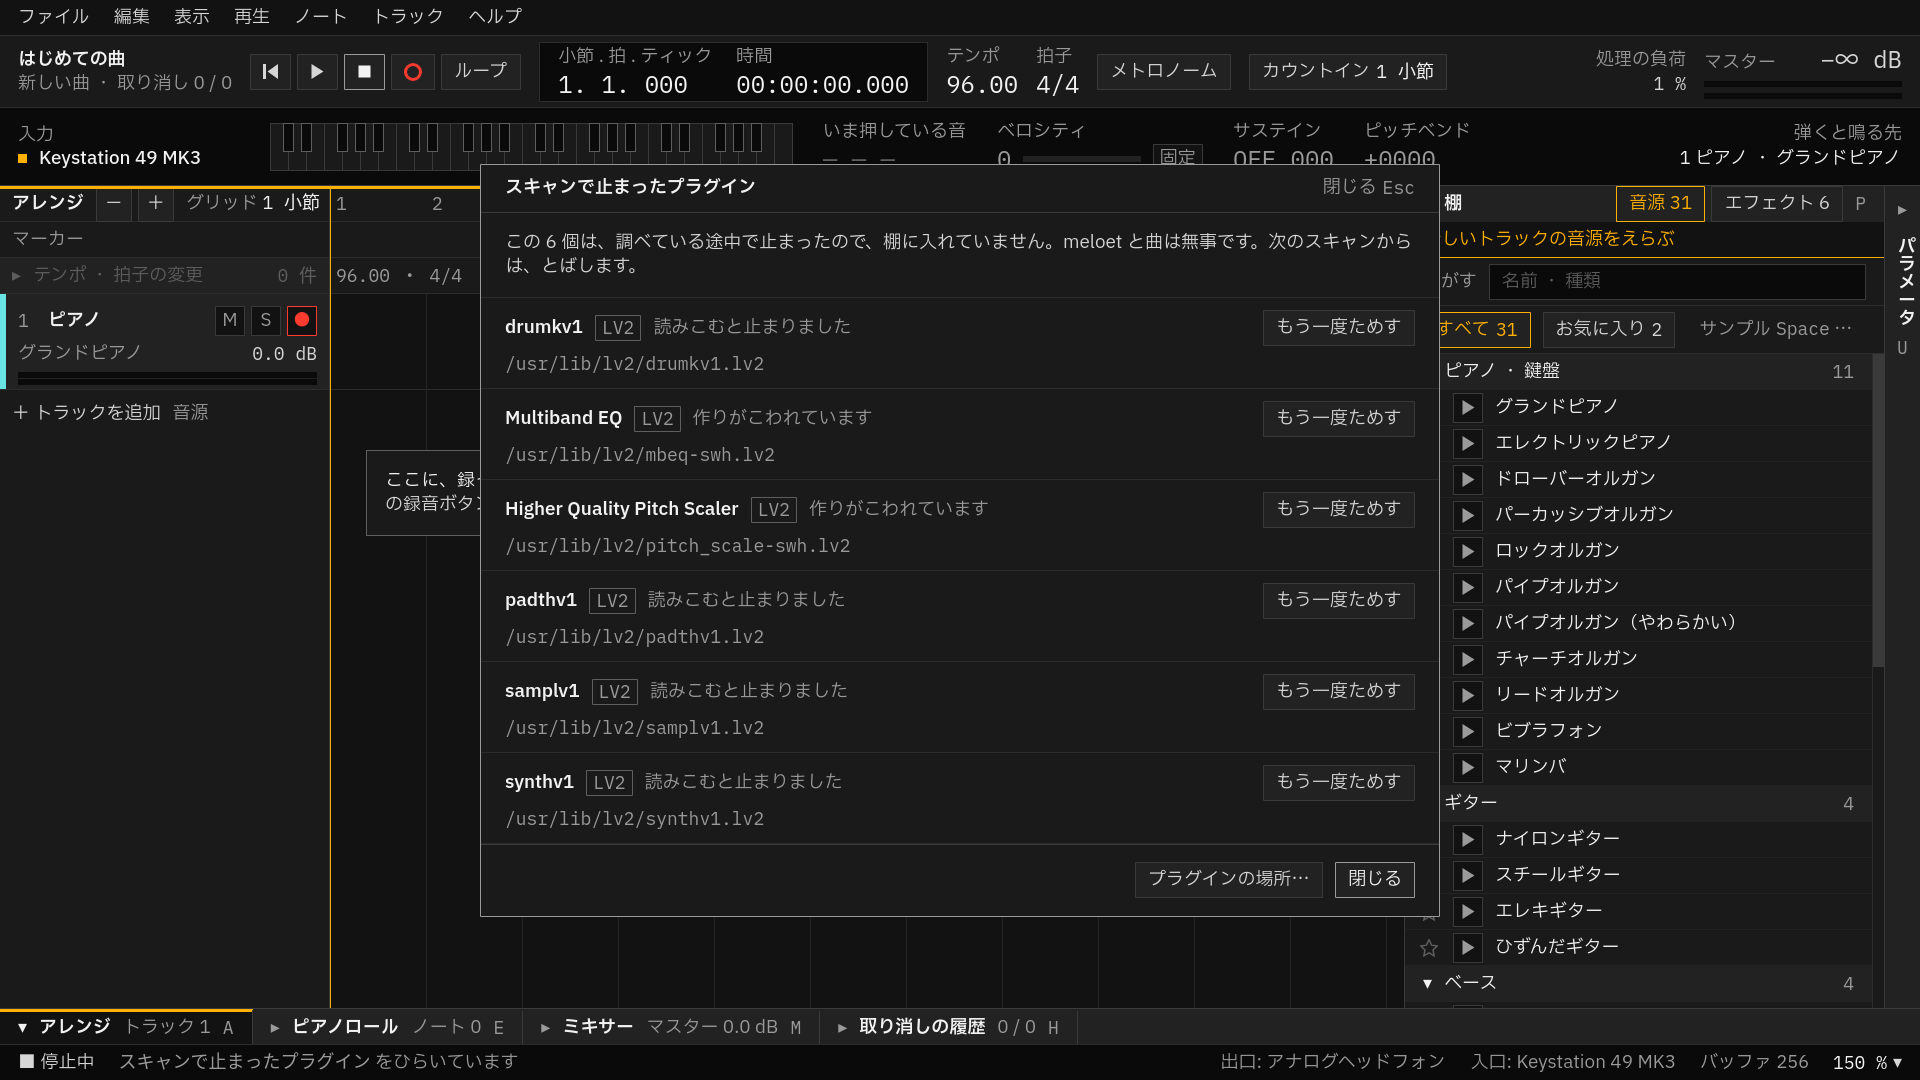 ファイル 編集 表示 再生 ノート トラック ヘルプ
はじめての曲
新しい曲 ・ 取り消し 0 / 0
ループ
小節 . 拍 . ティック 時間
1. 1. 000 00:00:00.000
テンポ 拍子
96.00 4/4
メトロノーム
カウントイン 1 小節
処理の負荷
1 %
マスター −∞ dB
入力
Keystation 49 MK3
いま押している音
— — —
ベロシティ
0 固定
サステイン
OFF 000
ピッチベンド
+0000
弾くと鳴る先
1 ピアノ ・ グランドピアノ
アレンジ − + グリッド 1 小節
1 2
マーカー
▸ テンポ ・ 拍子の変更 0 件
96.00 ・ 4/4
1 ピアノ M S
グランドピアノ 0.0 dB
+ トラックを追加 音源
ここに、録
の録音ボタ
スキャンで止まったプラグイン
閉じる Esc
この 6 個は、調べている途中で止まったので、棚に入れていません。meloet と曲は無事です。次のスキャンから
は、とばします。
drumkv1 LV2 読みこむと止まりました
もう一度ためす
/usr/lib/lv2/drumkv1.lv2
Multiband EQ LV2 作りがこわれています
もう一度ためす
/usr/lib/lv2/mbeq-swh.lv2
Higher Quality Pitch Scaler LV2 作りがこわれています
もう一度ためす
/usr/lib/lv2/pitch_scale-swh.lv2
padthv1 LV2 読みこむと止まりました
もう一度ためす
/usr/lib/lv2/padthv1.lv2
samplv1 LV2 読みこむと止まりました
もう一度ためす
/usr/lib/lv2/samplv1.lv2
synthv1 LV2 読みこむと止まりました
もう一度ためす
/usr/lib/lv2/synthv1.lv2
プラグインの場所… 閉じる
棚 音源 31 エフェクト 6 P
しいトラックの音源をえらぶ
がす 名前 ・ 種類
すべて 31 お気に入り 2 サンプル Space …
ピアノ ・ 鍵盤 11
グランドピアノ
エレクトリックピアノ
ドローバーオルガン
パーカッシブオルガン
ロックオルガン
パイプオルガン
パイプオルガン（やわらかい）
チャーチオルガン
リードオルガン
ビブラフォン
マリンバ
ギター 4
ナイロンギター
スチールギター
エレキギター
ひずんだギター
▾ ベース 4
▸ パラメータ U
▾ アレンジ トラック 1 A
▸ ピアノロール ノート 0 E
▸ ミキサー マスター 0.0 dB M
▸ 取り消しの履歴 0 / 0 H
停止中 スキャンで止まったプラグイン をひらいています
出口: アナログヘッドフォン 入口: Keystation 49 MK3 バッファ 256 150 % ▾